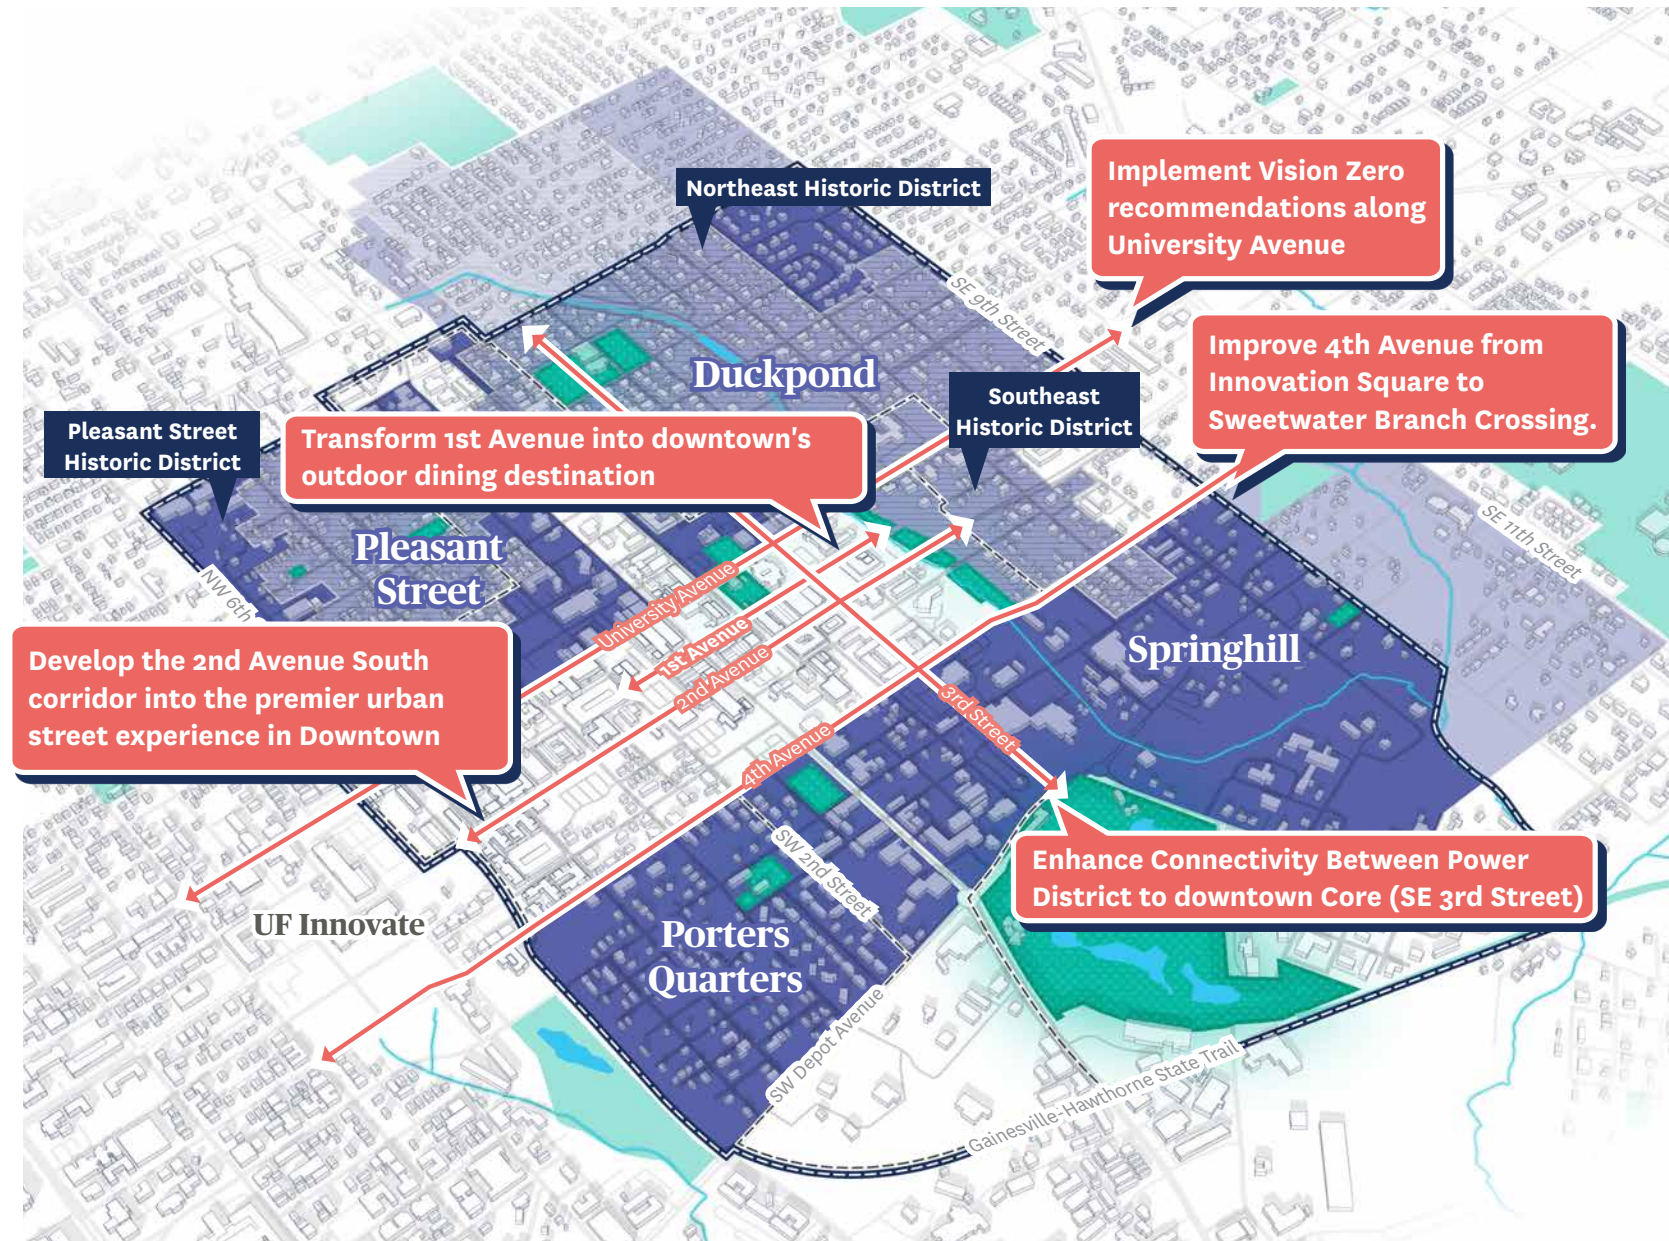 Northeast Historic District
Implement Vision Zero
recommendations along
University Avenue
SE 9th Street
Improve 4th Avenue from
Innovation Square to
Sweetwater Branch Crossing.
Duckpond
Southeast
Historic District
Pleasant Street
Historic District
Transform 1st Avenue into downtown's
outdoor dining destination
SE 11th Street
Pleasant
Street
NW 6th
University Avenue
1st Avenue
2nd Avenue
Springhill
Develop the 2nd Avenue South
corridor into the premier urban
street experience in Downtown
3rd Street
4th Avenue
SW 2nd Street
Enhance Connectivity Between Power
District to downtown Core (SE 3rd Street)
UF Innovate
Porters
Quarters
SW Depot Avenue
Gainesville-Hawthorne State Trail